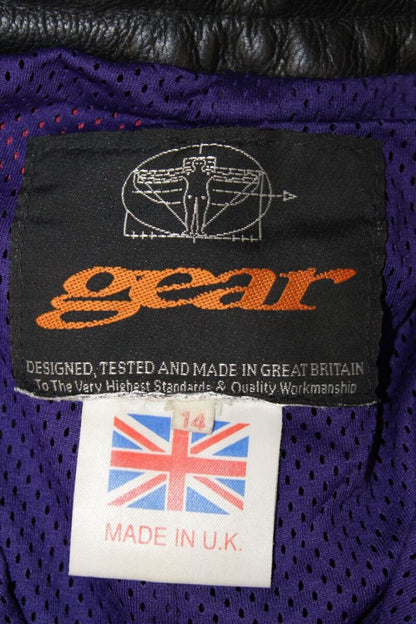 gear
DESIGNED, TESTED AND MADE IN GREAT BRITAIN
To The Very Highest Standards & Quality Workmanship
14
MADE IN U.K.